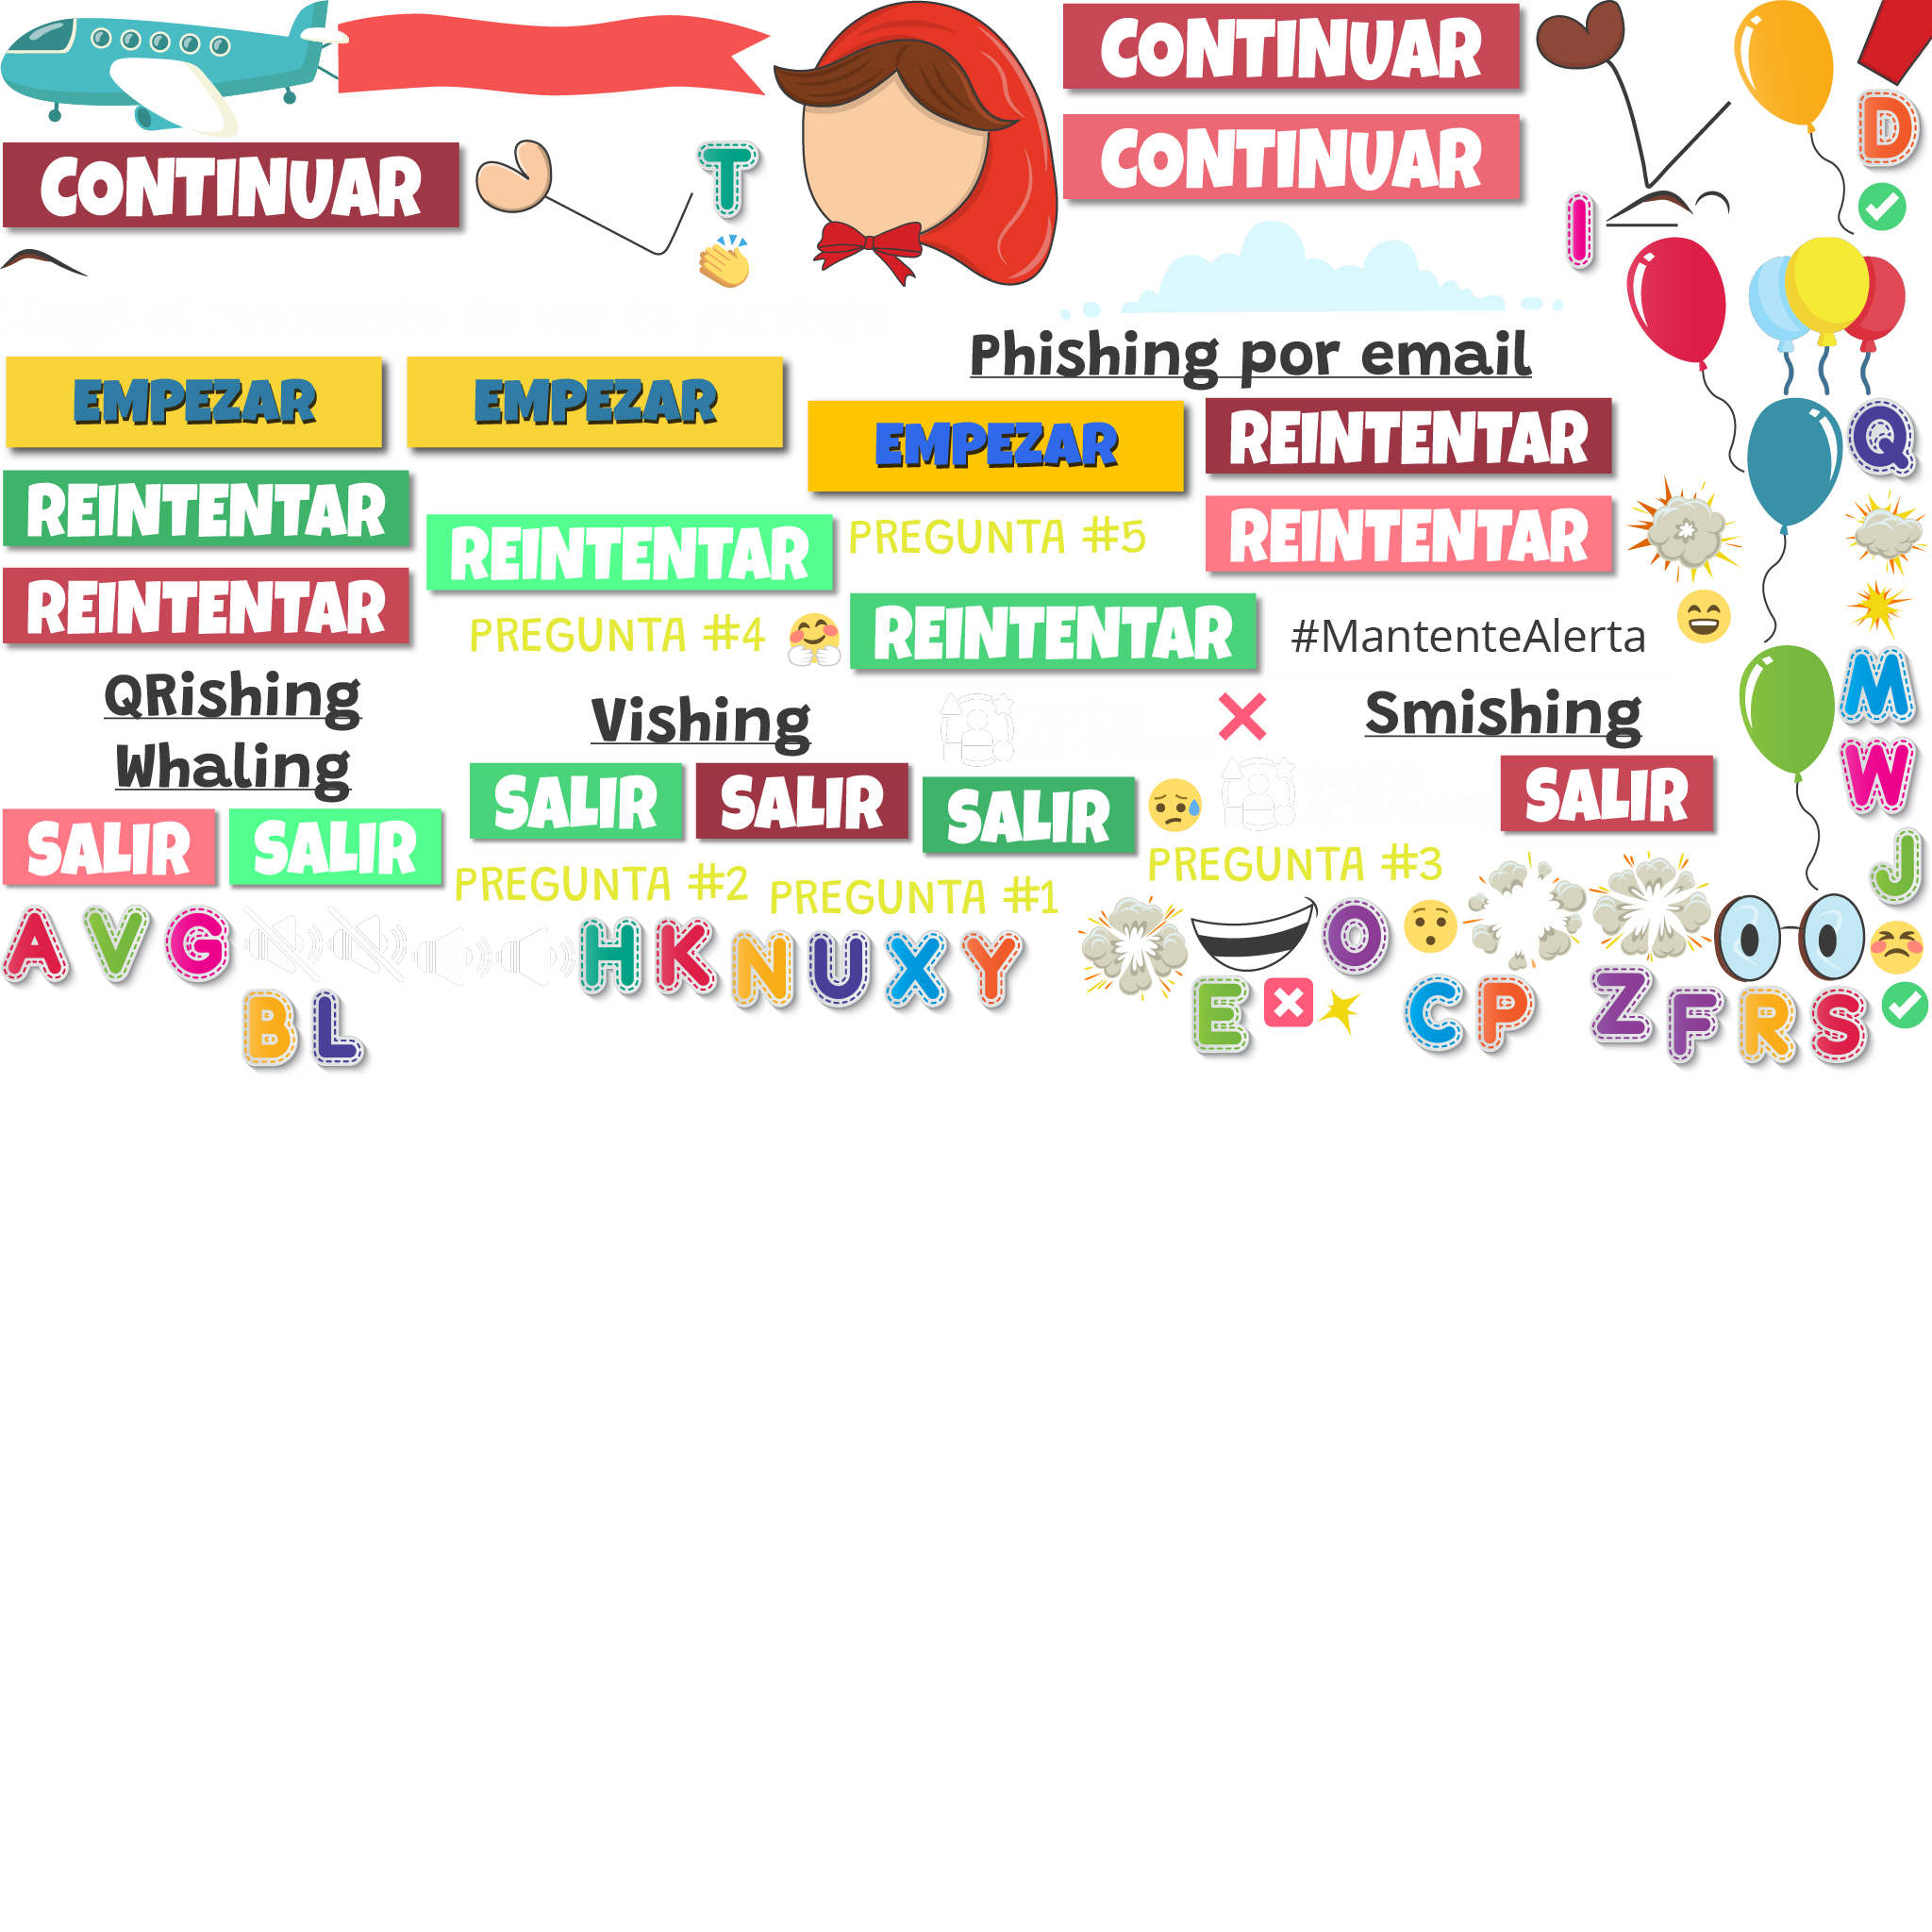 CONTINUAR
CONTINUAR
D
CONTINUAR
T
I
Phishing por email
EMPEZAR
EMPEZAR
EMPEZAR
REINTENTAR
Q
REINTENTAR
REINTENTAR
PREGUNTA #5
REINTENTAR
REINTENTAR
PREGUNTA #4
REINTENTAR
#MantenteAlerta
QRishing
Vishing
Smishing
M
Whaling
W
SALIR
SALIR
SALIR
SALIR
SALIR
SALIR
PREGUNTA #2
PREGUNTA #1
PREGUNTA #3
J
A
V
G
H
K
N
U
X
Y
O
B
L
E
C
P
Z
F
R
S